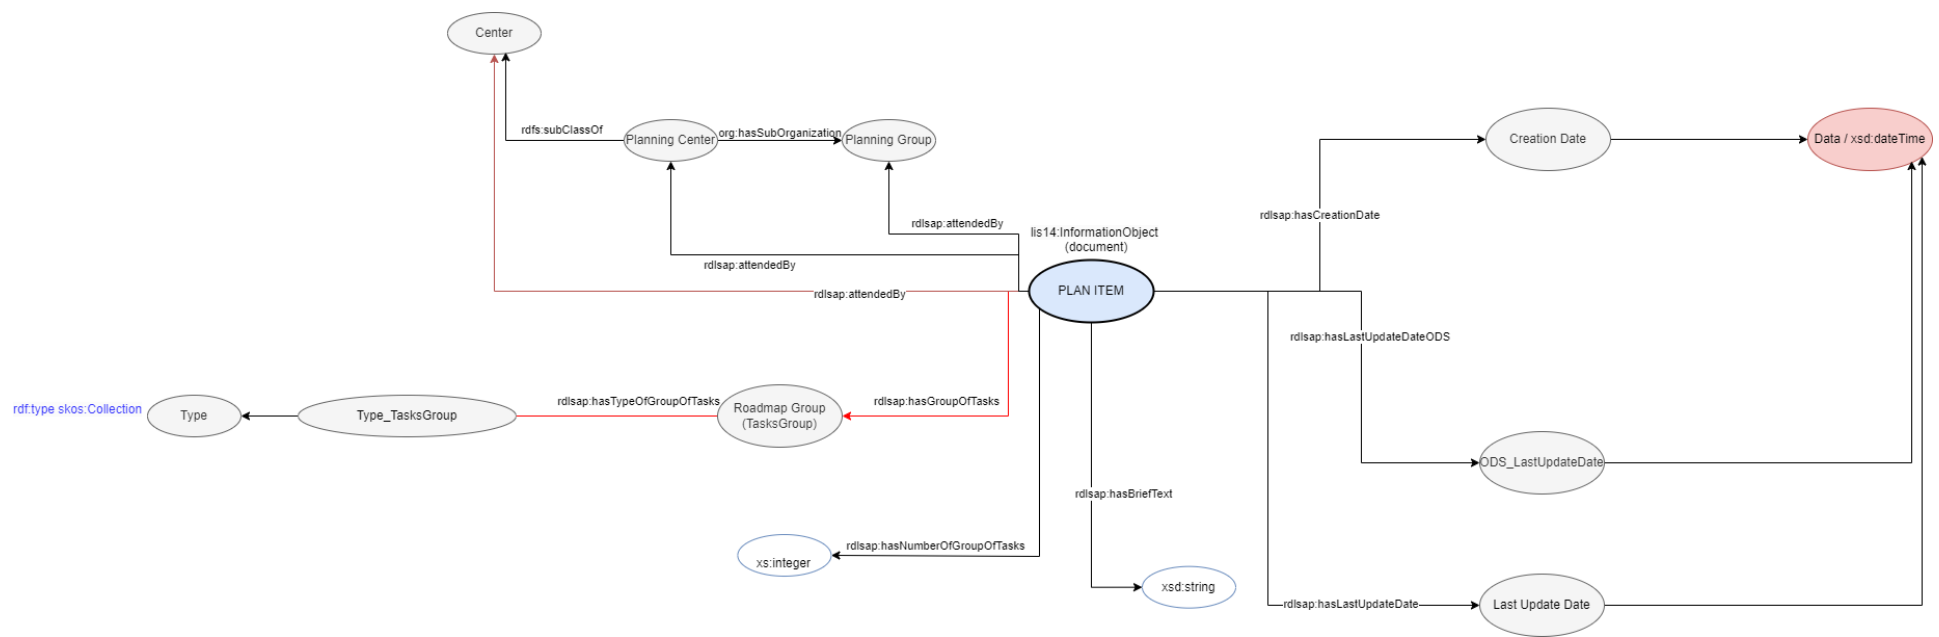 Center
rdfs:subClassOf
Planning Center
org:hasSubOrganization
Planning Group
Creation Date
Data / xsd:dateTime
rdlsap:hasCreationDate
rdlsap:attendedBy
lis14:InformationObject
(document)
rdlsap:attendedBy
PLAN ITEM
rdlsap:attendedBy
rdlsap:hasLastUpdateDateODS
rdf:type skos:Collection
Type
Type_TasksGroup
rdlsap:hasTypeOfGroupOfTasks
Roadmap Group
(TasksGroup)
rdlsap:hasGroupOfTasks
ODS_LastUpdateDate
rdlsap:hasBriefText
rdlsap:hasNumberOfGroupOfTasks
xs:integer
xsd:string
rdlsap:hasLastUpdateDate
Last Update Date